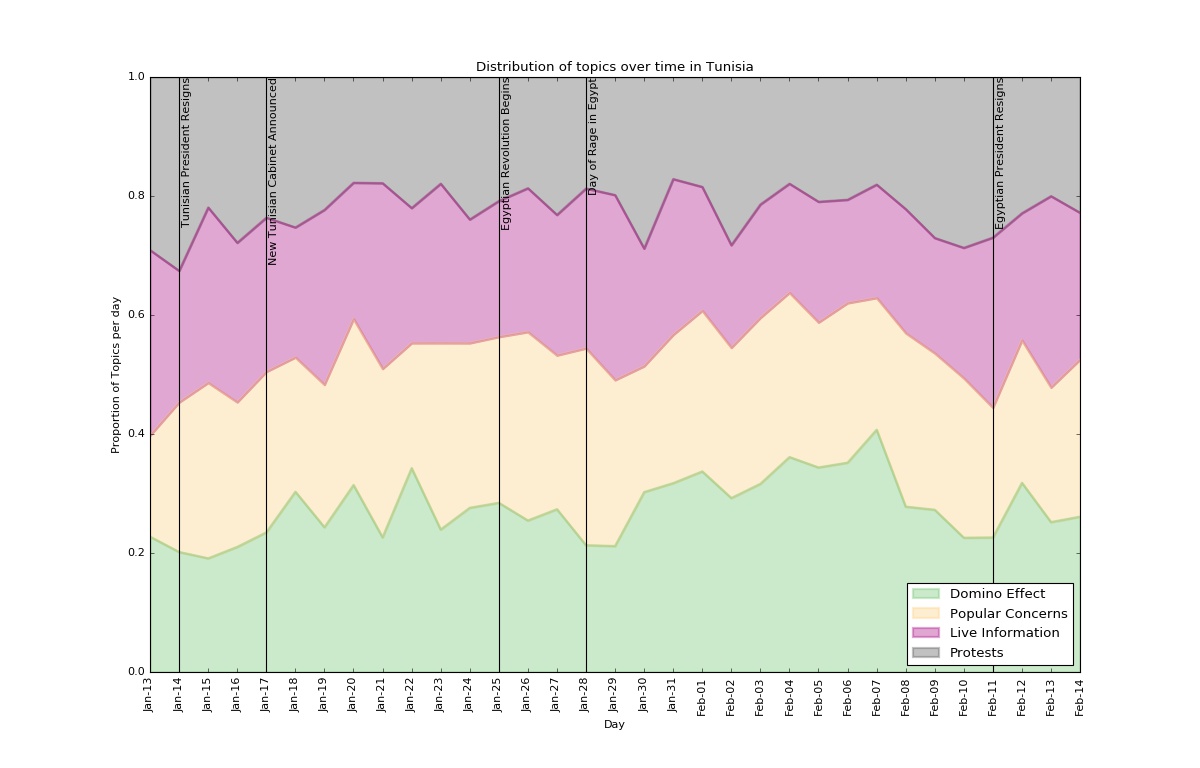 Distribution of topics over time in Tunisia
Proportion of Topics per day
1.0
0.8
0.6
0.4
0.2
0.0
Tunisian President Resigns
New Tunisian Cabinet Announced
Egyptian Revolution Begins
Day of Rage in Egypt
Egyptian President Resigns
Domino Effect
Popular Concerns
Live Information
Protests
Jan-13
Jan-14
Jan-15
Jan-16
Jan-17
Jan-18
Jan-19
Jan-20
Jan-21
Jan-22
Jan-23
Jan-24
Jan-25
Jan-26
Jan-27
Jan-28
Jan-29
Jan-30
Jan-31
Feb-01
Feb-02
Feb-03
Feb-04
Feb-05
Feb-06
Feb-07
Feb-08
Feb-09
Feb-10
Feb-11
Feb-12
Feb-13
Feb-14
Day